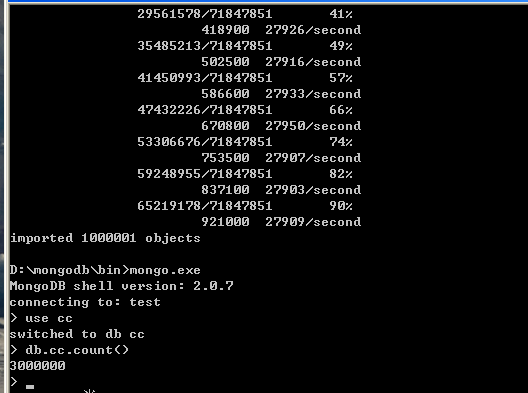 29561578/71847851 41%
418900 27926/second
35485213/71847851 49%
502500 27916/second
41450993/71847851 57%
586600 27933/second
47432226/71847851 66%
670800 27950/second
53306676/71847851 74%
753500 27907/second
59248955/71847851 82%
837100 27903/second
65219178/71847851 90%
921000 27909/second
imported 1000001 objects
D:\mongodb\bin>mongo.exe
MongoDB shell version: 2.0.7
connecting to: test
> use cc
switched to db cc
> db.cc.count()
3000000
> _